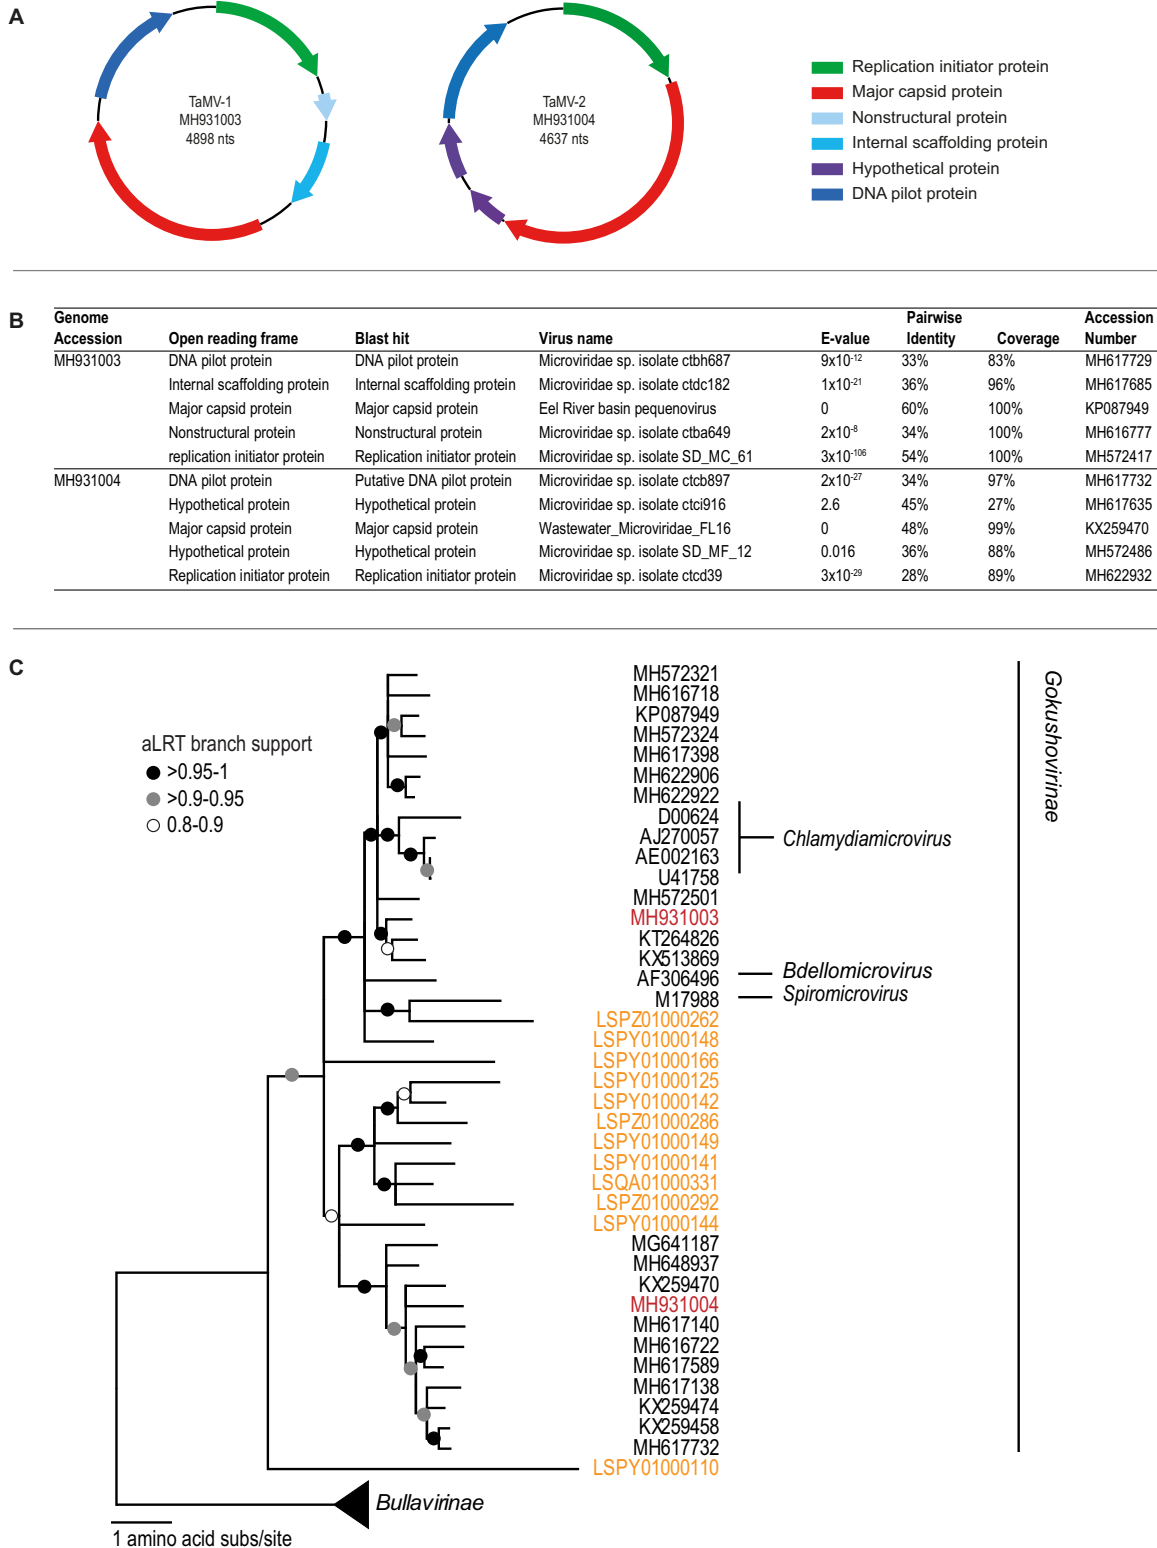 A
TaMV-1
MH931003
4898 nts
TaMV-2
MH931004
4637 nts
Replication initiator protein
Major capsid protein
Nonstructural protein
Internal scaffolding protein
Hypothetical protein
DNA pilot protein
B
Genome Accession Open reading frame Blast hit Virus name E-value Pairwise Identity Coverage Accession Number
MH931003 DNA pilot protein DNA pilot protein Microviridae sp. isolate ctbh687 9x10⁻¹² 33% 83% MH617729
Internal scaffolding protein Internal scaffolding protein Microviridae sp. isolate ctdc182 1x10⁻²¹ 36% 96% MH617685
Major capsid protein Major capsid protein Eel River basin pequenovirus 0 60% 100% KP087949
Nonstructural protein Nonstructural protein Microviridae sp. isolate ctba649 2x10⁻⁸ 34% 100% MH616777
replication initiator protein Replication initiator protein Microviridae sp. isolate SD_MC_61 3x10⁻¹⁰⁶ 54% 100% MH572417
MH931004 DNA pilot protein Putative DNA pilot protein Microviridae sp. isolate ctcb897 2x10⁻²⁷ 34% 97% MH617732
Hypothetical protein Hypothetical protein Microviridae sp. isolate ctci916 2.6 45% 27% MH617635
Major capsid protein Major capsid protein Wastewater_Microviridae_FL16 0 48% 99% KX259470
Hypothetical protein Hypothetical protein Microviridae sp. isolate SD_MF_12 0.016 36% 88% MH572486
Replication initiator protein Replication initiator protein Microviridae sp. isolate ctcd39 3x10⁻²⁹ 28% 89% MH622932
C
aLRT branch support
>0.95-1
>0.9-0.95
0.8-0.9
MH572321
MH616718
KP087949
MH572324
MH617398
MH622906
MH622922
D00624
AJ270057
AE002163
U41758
Chlamydiamicrovirus
MH572501
MH931003
KT264826
KX513869
AF306496
Bdellomicrovirus
M17988
Spiromicrovirus
LSPZ01000262
LSPY01000148
LSPY01000166
LSPY01000125
LSPY01000142
LSPZ01000286
LSPY01000149
LSPY01000141
LSQA01000331
LSPZ01000292
LSPY01000144
MG641187
MH648937
KX259470
MH931004
MH617140
MH616722
MH617589
MH617138
KX259474
KX259458
MH617732
LSPY01000110
Gokushovirinae
Bullavirinae
1 amino acid subs/site